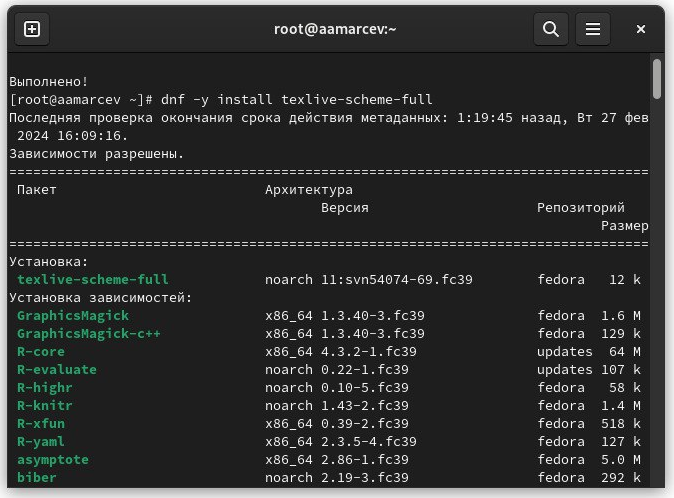 root@aamarcev:~
Выполнено!
[root@aamarcev ~]# dnf -y install texlive-scheme-full
Последняя проверка окончания срока действия метаданных: 1:19:45 назад, Вт 27 фев
2024 16:09:16.
Зависимости разрешены.
================================================================================
Пакет Архитектура
Версия Репозиторий
Размер
================================================================================
Установка:
texlive-scheme-full noarch 11:svn54074-69.fc39 fedora 12 k
Установка зависимостей:
GraphicsMagick x86_64 1.3.40-3.fc39 fedora 1.6 M
GraphicsMagick-c++ x86_64 1.3.40-3.fc39 fedora 129 k
R-core x86_64 4.3.2-1.fc39 updates 64 M
R-evaluate noarch 0.22-1.fc39 updates 107 k
R-highr noarch 0.10-5.fc39 fedora 58 k
R-knitr noarch 1.43-2.fc39 fedora 1.4 M
R-xfun x86_64 0.39-2.fc39 fedora 518 k
R-yaml x86_64 2.3.5-4.fc39 fedora 127 k
asymptote x86_64 2.86-1.fc39 fedora 5.0 M
biber noarch 2.19-3.fc39 fedora 292 k